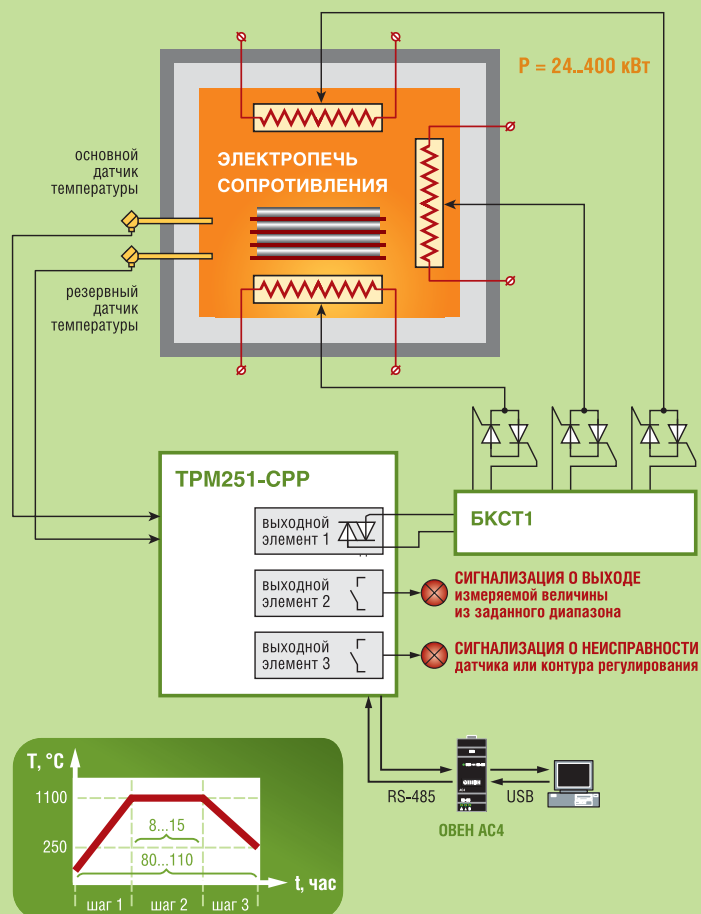 P = 24...400 кВт
основной
датчик
температуры
ЭЛЕКТРОПЕЧЬ
СОПРОТИВЛЕНИЯ
резервный
датчик
температуры
ТРМ251-СРР
выходной
элемент 1
БКСТ1
выходной
элемент 2
СИГНАЛИЗАЦИЯ О ВЫХОДЕ
измеряемой величины
из заданного диапазона
выходной
элемент 3
СИГНАЛИЗАЦИЯ О НЕИСПРАВНОСТИ
датчика или контура регулирования
RS-485
USB
ОВЕН АС4
T, °C
1100
8...15
250
80...110
t, час
шаг 1
шаг 2
шаг 3